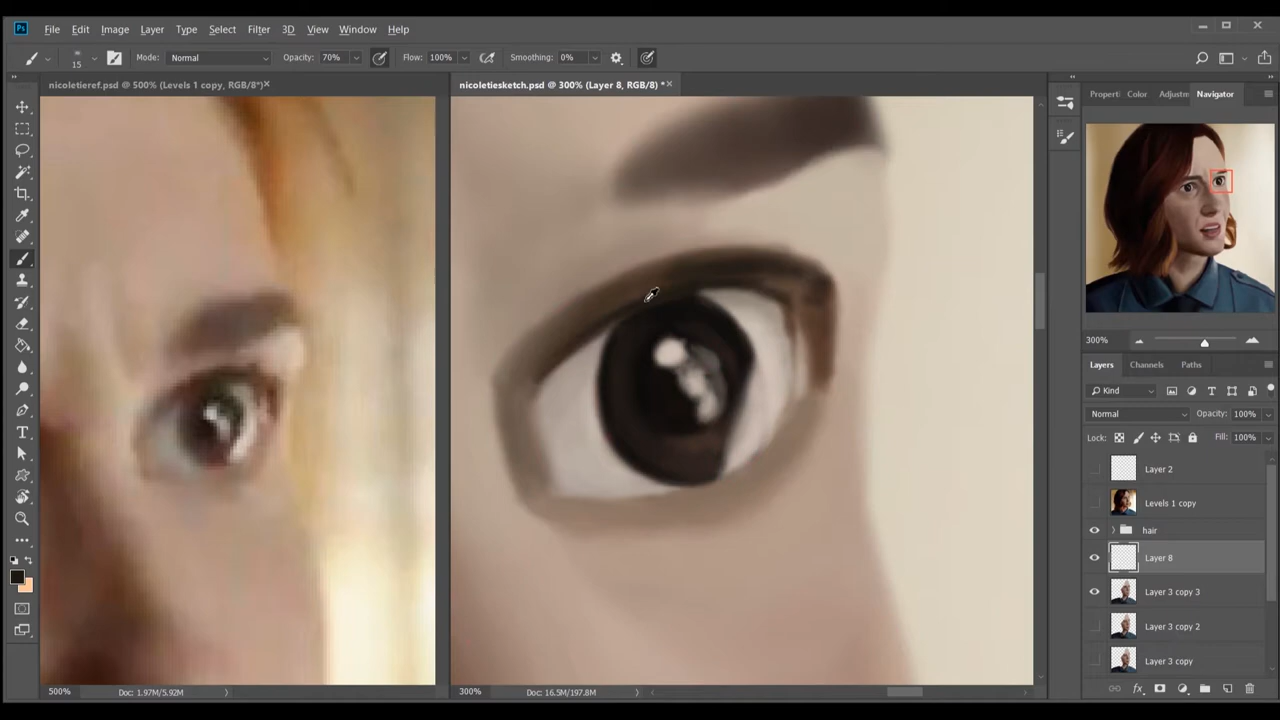 Ps File Edit Image Layer Type Select Filter 3D View Window Help
15 Mode: Normal Opacity: 70% Flow: 100% Smoothing: 0%
nicoletieref.psd @ 500% (Levels 1 copy, RGB/8*) nicoletiesketch.psd @ 300% (Layer 8, RGB/8) *
Properti Color Adjustm Navigator
300%
Layers Channels Paths
Kind
Normal Opacity: 100%
Lock: Fill: 100%
Layer 2
Levels 1 copy
hair
Layer 8
Layer 3 copy 3
Layer 3 copy 2
Layer 3 copy
500% Doc: 1.97M/5.92M 300% Doc: 16.5M/197.8M